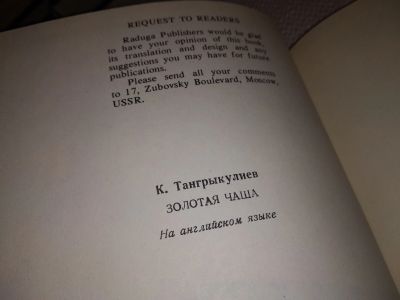 REQUEST TO READERS
Raduga Publishers would be glad
to have your opinion of this book,
its translation and design and any
suggestions you may have for future
publications.
Please send all your comments
to 17, Zubovsky Boulevard, Moscow,
USSR.
К. Тангрыкулиев
ЗОЛОТАЯ ЧАША
На английском языке